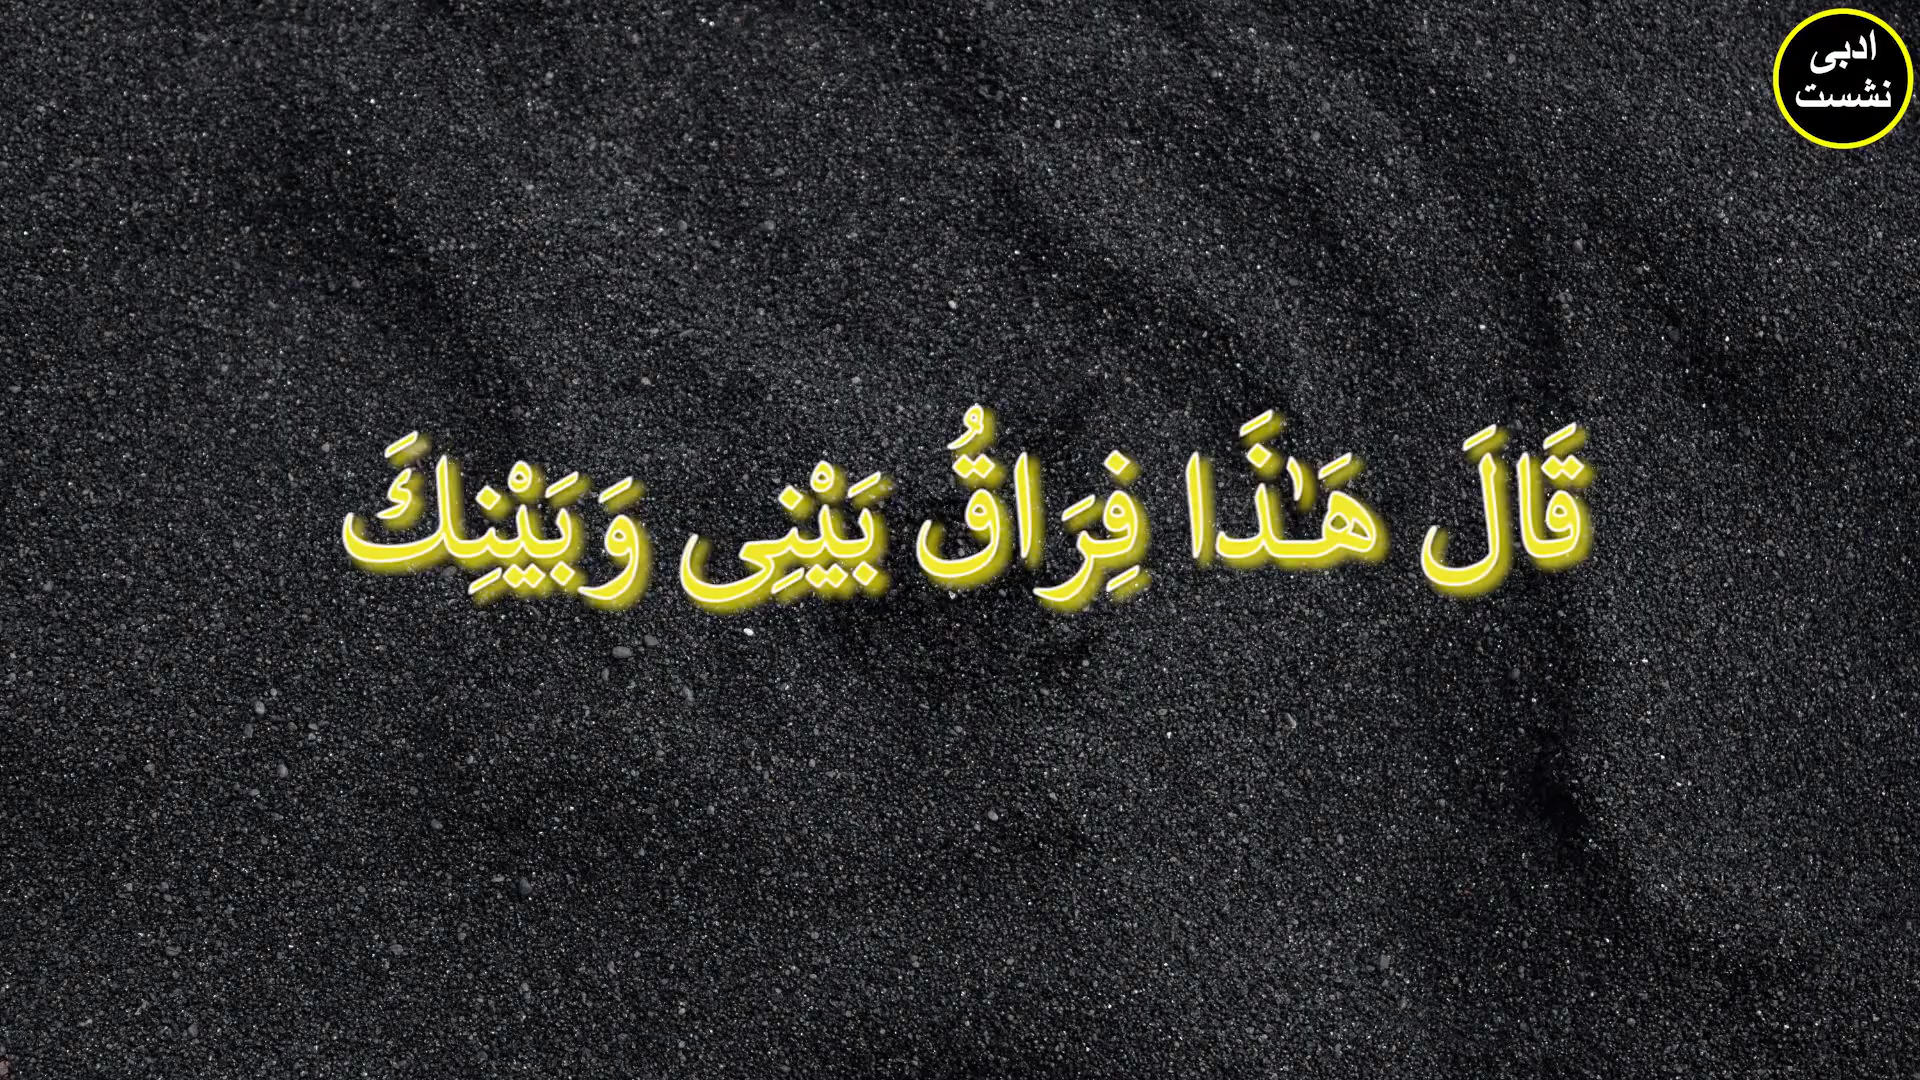 ادبی
نشست
قَالَ هَـٰذَا فِرَاقُ بَيْنِى وَبَيْنِكَ